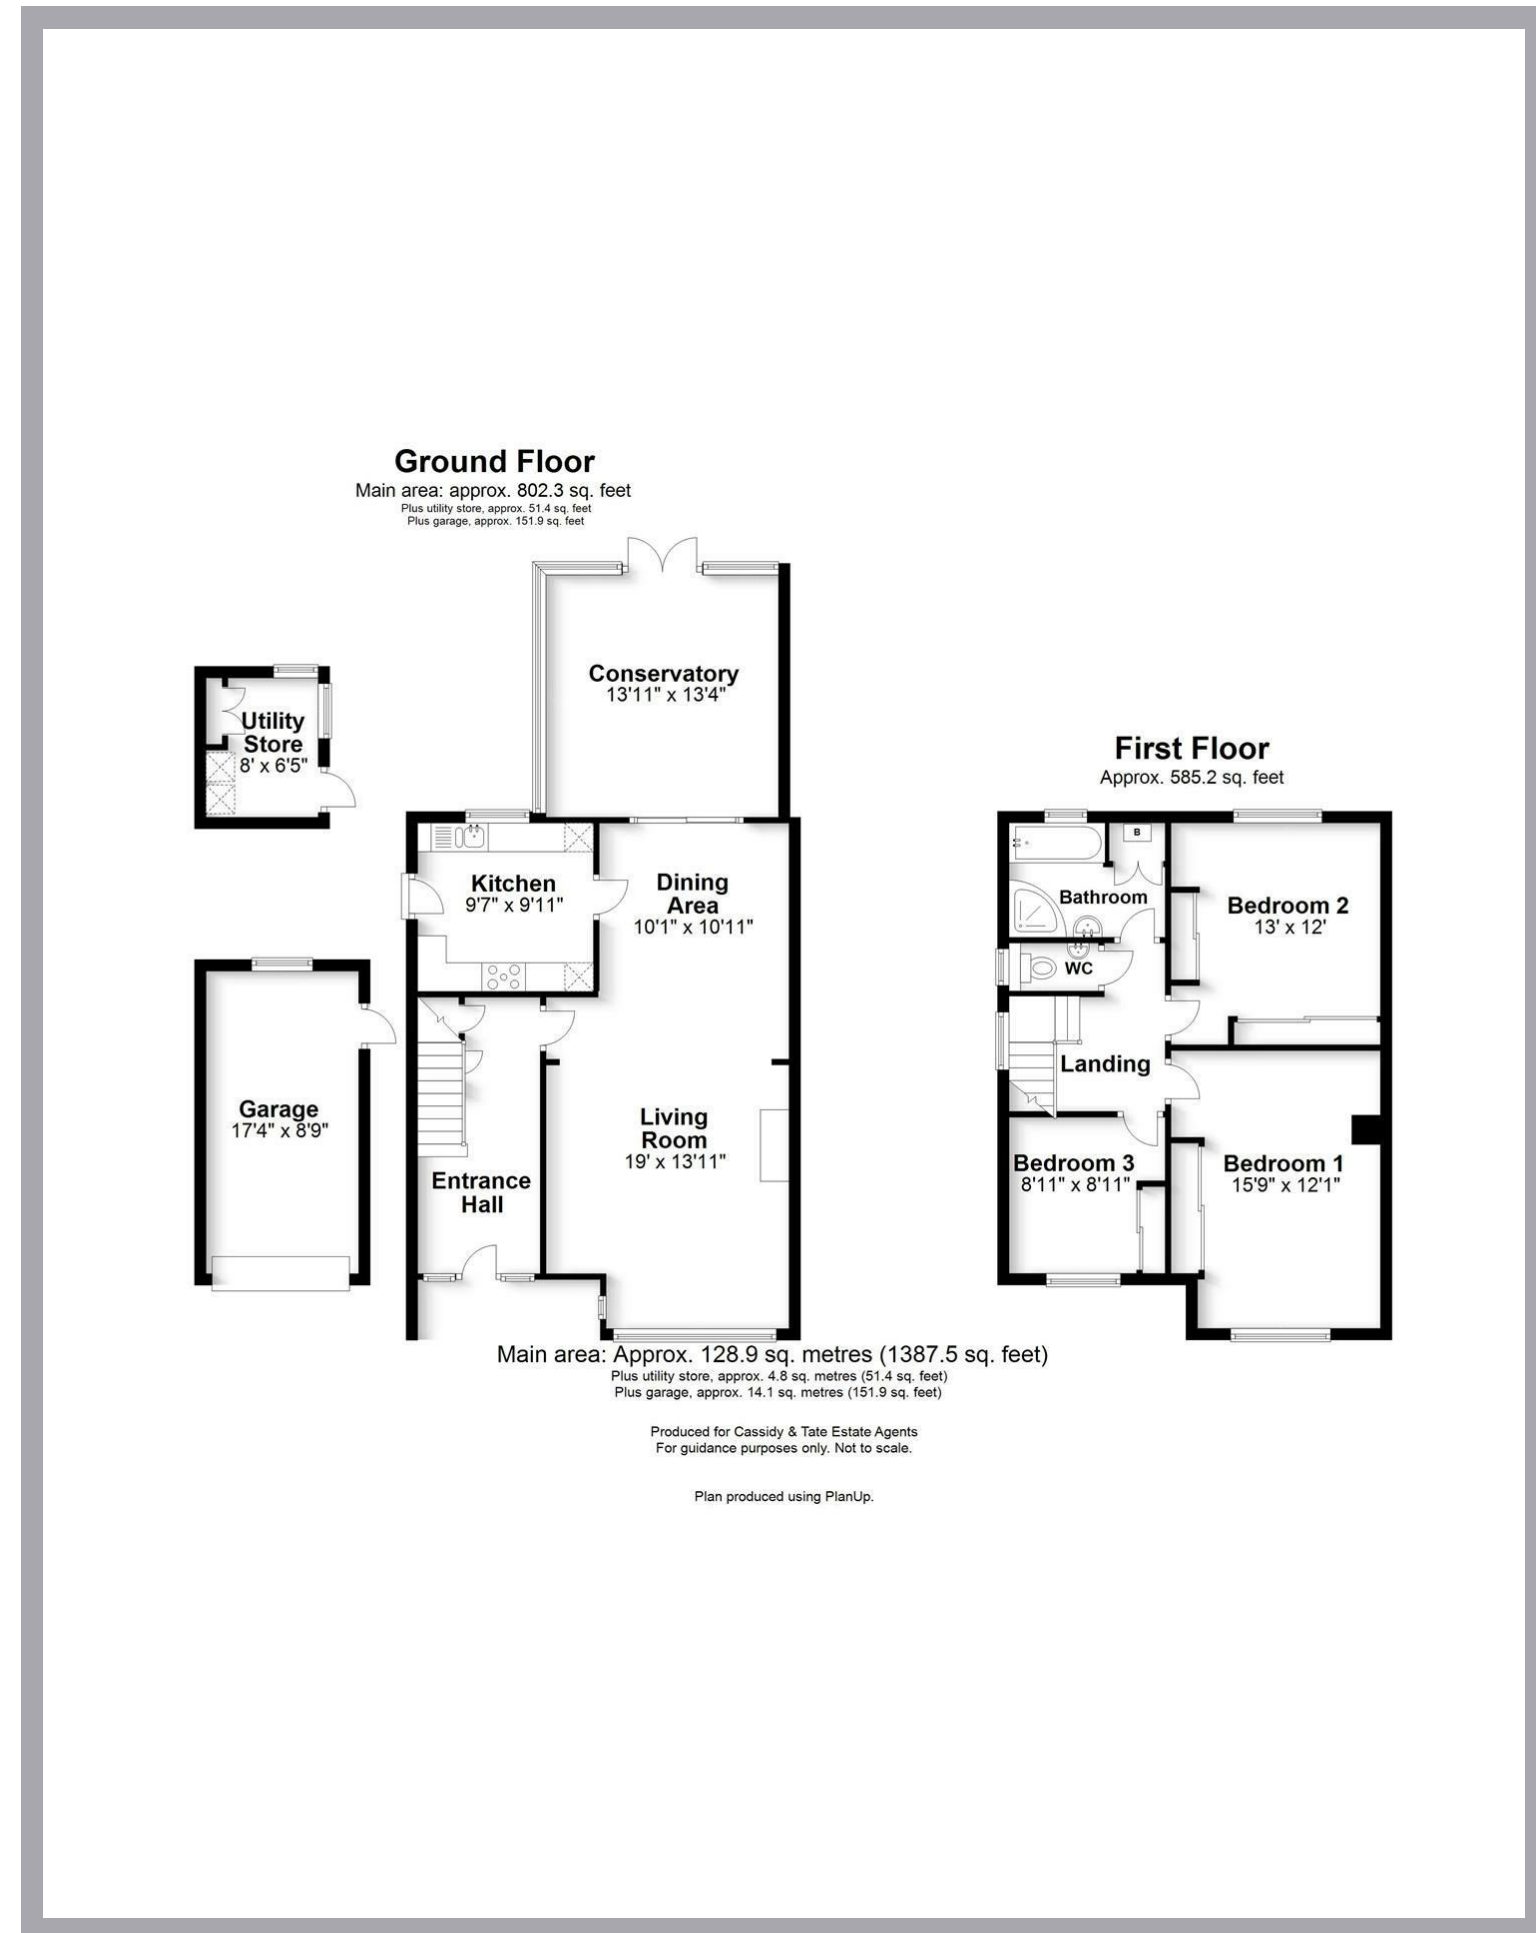 Ground Floor
Main area: approx. 802.3 sq. feet
Plus utility store, approx. 51.4 sq. feet
Plus garage, approx. 151.9 sq. feet
Conservatory
13'11" x 13'4"
Utility
Store
8' x 6'5"
Kitchen
9'7" x 9'11"
Dining
Area
10'1" x 10'11"
Garage
17'4" x 8'9"
Living
Room
19' x 13'11"
Entrance
Hall
First Floor
Approx. 585.2 sq. feet
B
Bathroom
Bedroom 2
13' x 12'
WC
Landing
Bedroom 3
8'11" x 8'11"
Bedroom 1
15'9" x 12'1"
Main area: Approx. 128.9 sq. metres (1387.5 sq. feet)
Plus utility store, approx. 4.8 sq. metres (51.4 sq. feet)
Plus garage, approx. 14.1 sq. metres (151.9 sq. feet)
Produced for Cassidy & Tate Estate Agents
For guidance purposes only. Not to scale.
Plan produced using PlanUp.